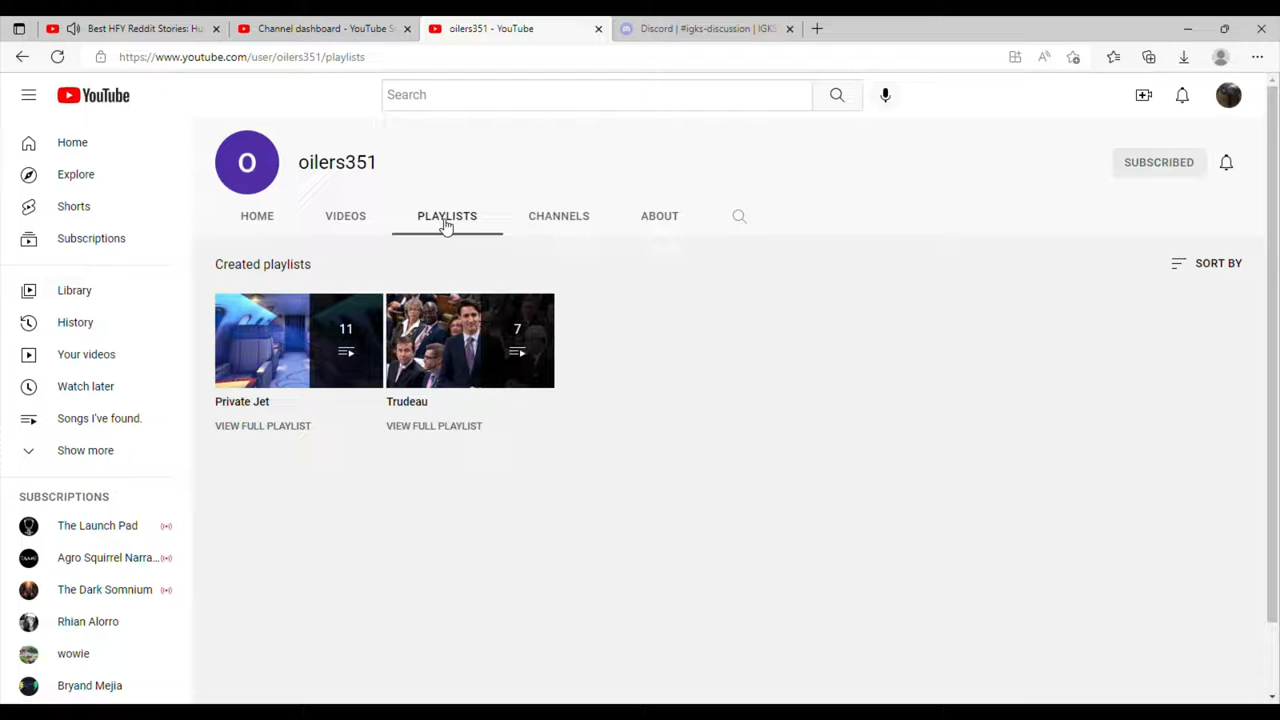 Best HFY Reddit Stories: Hu
Channel dashboard - YouTube S
oilers351 - YouTube
Discord | #igks-discussion | IGKS
https://www.youtube.com/user/oilers351/playlists
YouTube
Search
Home
Explore
Shorts
Subscriptions
Library
History
Your videos
Watch later
Songs I've found.
Show more
SUBSCRIPTIONS
The Launch Pad
Agro Squirrel Narra...
The Dark Somnium
Rhian Alorro
wowie
Bryand Mejia
O
oilers351
SUBSCRIBED
HOME
VIDEOS
PLAYLISTS
CHANNELS
ABOUT
Created playlists
SORT BY
11
7
Private Jet
Trudeau
VIEW FULL PLAYLIST
VIEW FULL PLAYLIST